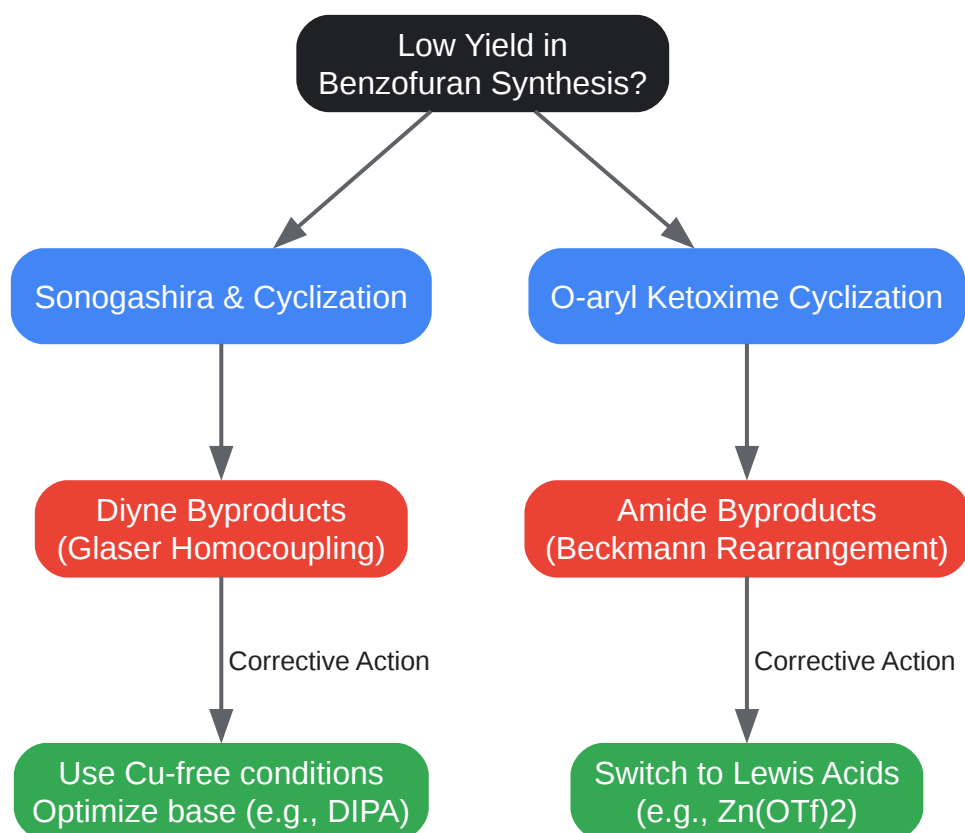 Low Yield in
Benzofuran Synthesis?
Sonogashira & Cyclization
O-aryl Ketoxime Cyclization
Diyne Byproducts
(Glaser Homocoupling)
Amide Byproducts
(Beckmann Rearrangement)
Corrective Action
Corrective Action
Use Cu-free conditions
Optimize base (e.g., DIPA)
Switch to Lewis Acids
(e.g., Zn(OTf)2)